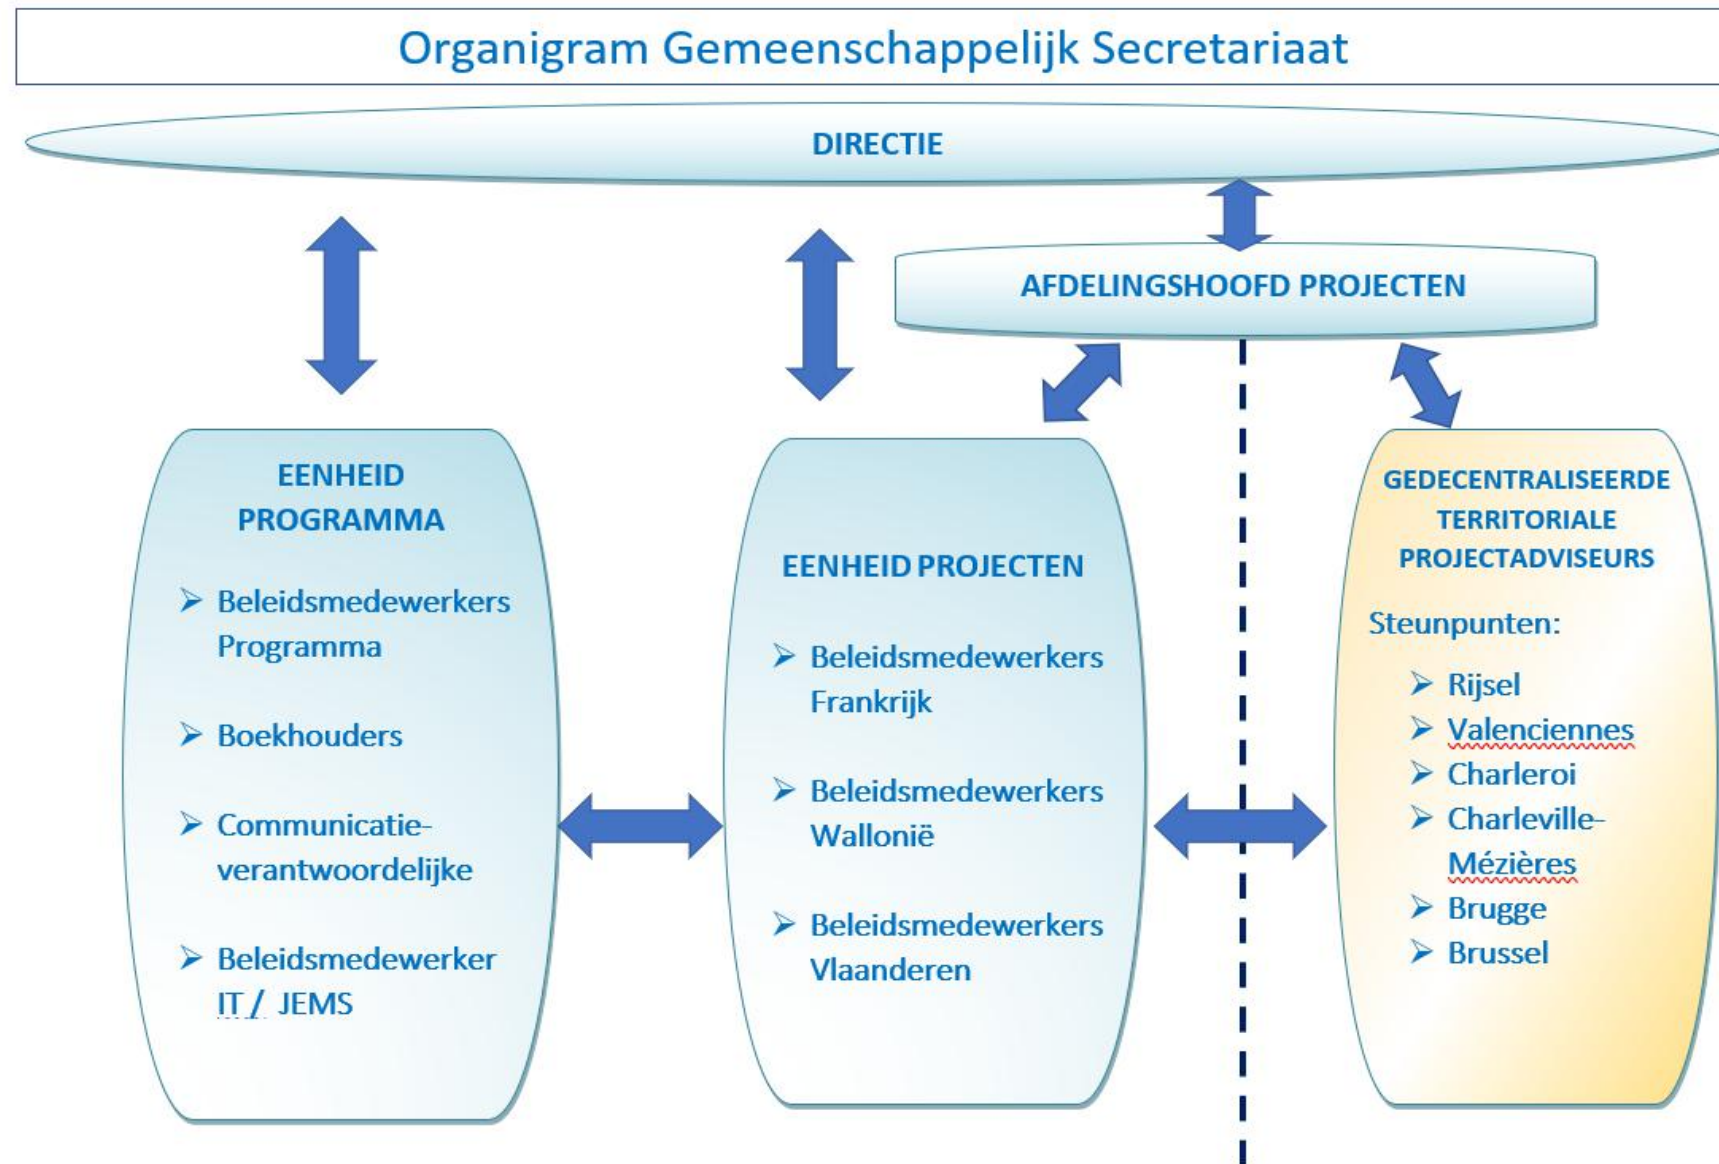 Organigram Gemeenschappelijk Secretariaat
DIRECTIE
AFDELINGSHOOFD PROJECTEN
EENHEID
PROGRAMMA
➢ Beleidsmedewerkers
Programma
➢ Boekhouders
➢ Communicatie-
verantwoordelijke
➢ Beleidsmedewerker
IT / JEMS
EENHEID PROJECTEN
➢ Beleidsmedewerkers
Frankrijk
➢ Beleidsmedewerkers
Wallonië
➢ Beleidsmedewerkers
Vlaanderen
GEDECENTRALISEERDE
TERRITORIALE
PROJECTADVISEURS
Steunpunten:
➢ Rijsel
➢ Valenciennes
➢ Charleroi
➢ Charleville-
Mézières
➢ Brugge
➢ Brussel